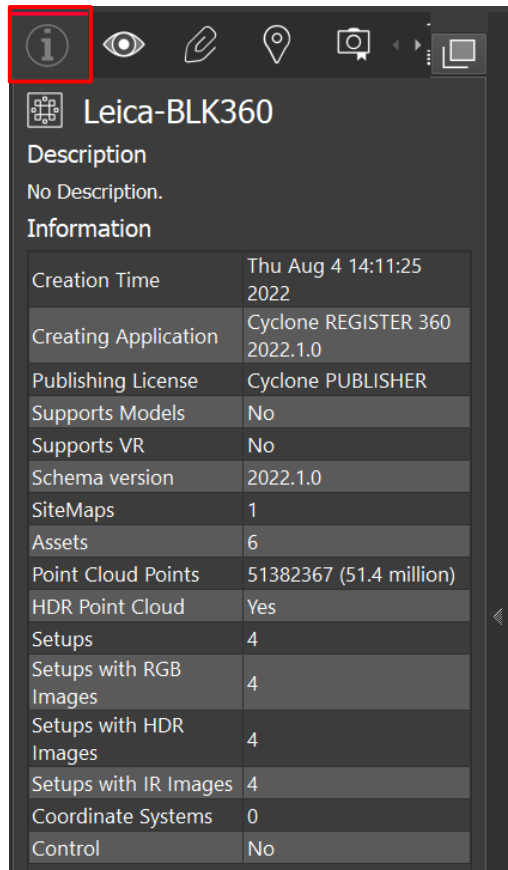 Leica-BLK360
Description
No Description.
Information
Creation Time Thu Aug 4 14:11:25
2022
Creating Application Cyclone REGISTER 360
2022.1.0
Publishing License Cyclone PUBLISHER
Supports Models No
Supports VR No
Schema version 2022.1.0
SiteMaps 1
Assets 6
Point Cloud Points 51382367 (51.4 million)
HDR Point Cloud Yes
Setups 4
Setups with RGB
Images 4
Setups with HDR
Images 4
Setups with IR Images 4
Coordinate Systems 0
Control No